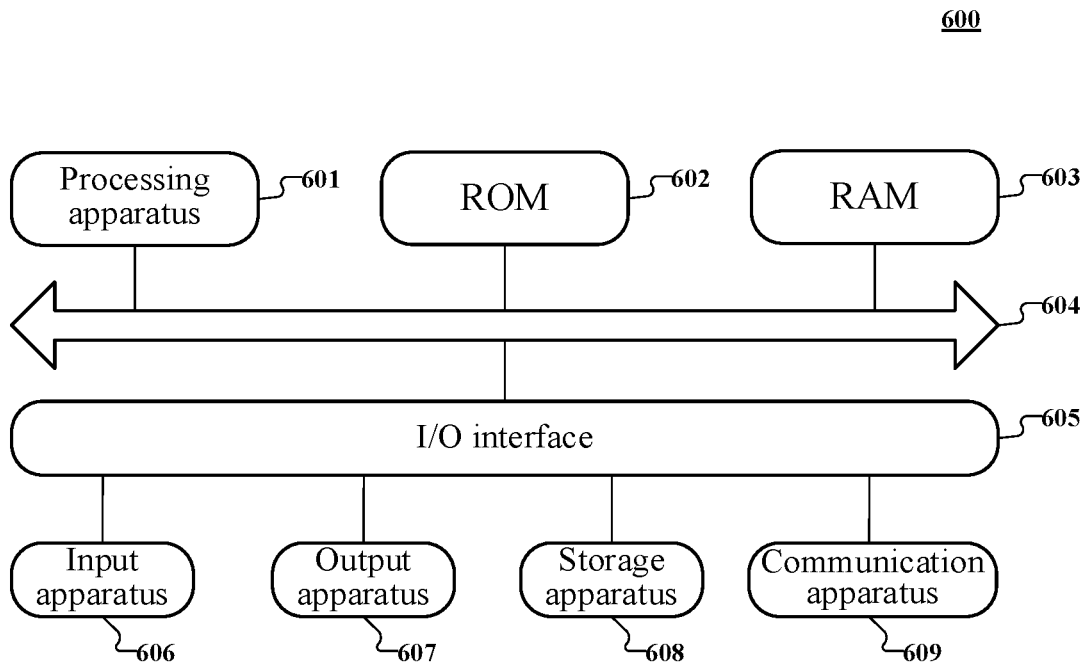 600
Processing
apparatus
601
ROM
602
RAM
603
604
I/O interface
605
Input
apparatus
Output
apparatus
Storage
apparatus
Communication
apparatus
606
607
608
609